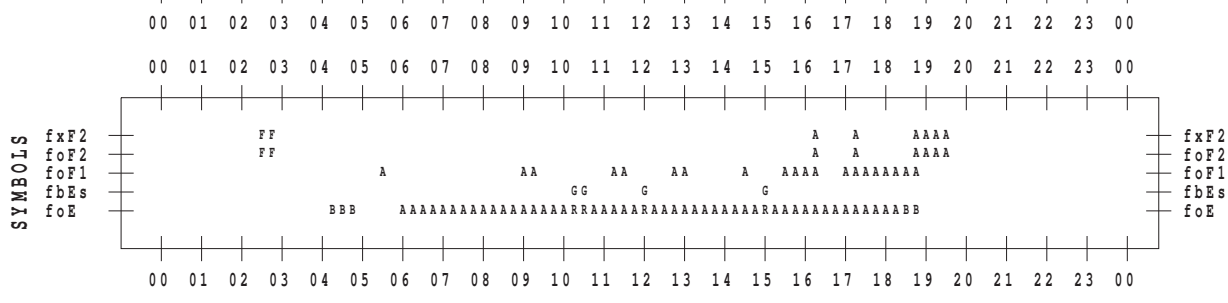 00 01 02 03 04 05 06 07 08 09 10 11 12 13 14 15 16 17 18 19 20 21 22 23 00
00 01 02 03 04 05 06 07 08 09 10 11 12 13 14 15 16 17 18 19 20 21 22 23 00
SYMBOLS
fxF2 FF A A AAAA fxF2
foF2 FF A A AAAA foF2
foF1 A AA AA AA A AAAA AAAAAAAA foF1
fbEs GG G G fbEs
foE BBB AAAAAAAAAAAAAAAAARRAAAAARAAAAAAAAAAARAAAAAAAAAAAAABB foE
00 01 02 03 04 05 06 07 08 09 10 11 12 13 14 15 16 17 18 19 20 21 22 23 00